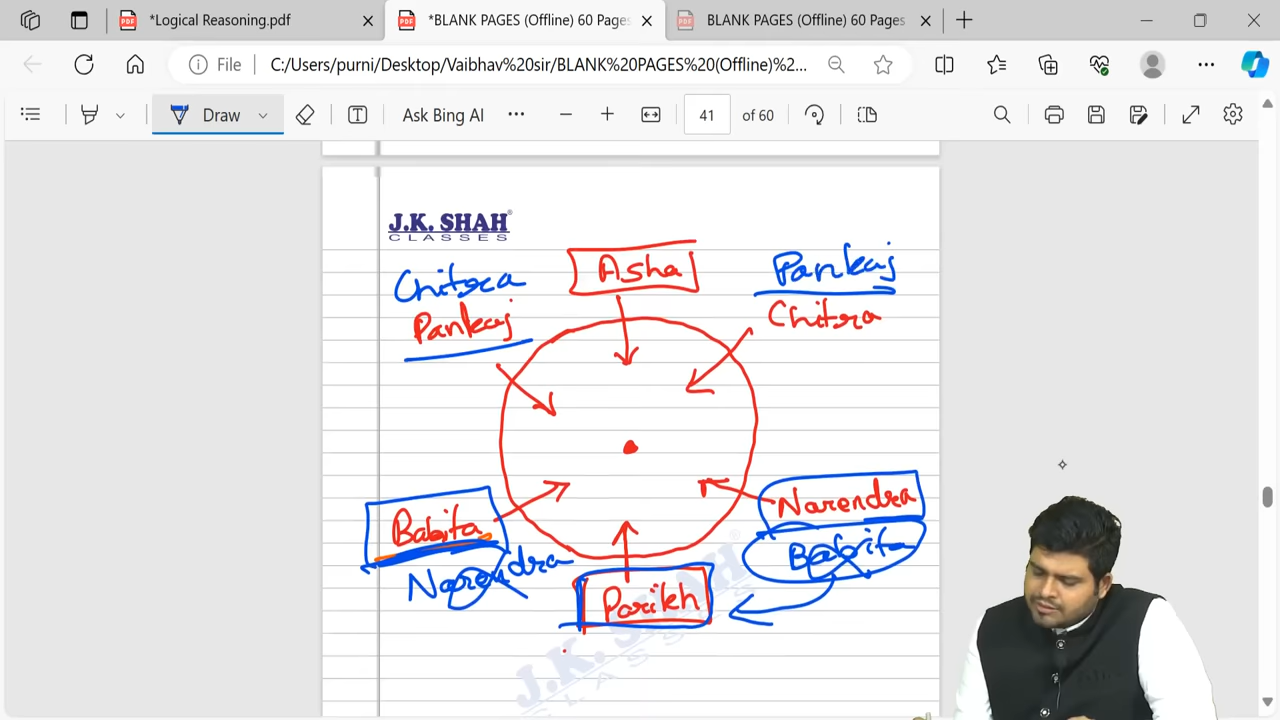 *Logical Reasoning.pdf
*BLANK PAGES (Offline) 60 Pages
BLANK PAGES (Offline) 60 Pages
File
C:/Users/purni/Desktop/Vaibhav%20sir/BLANK%20PAGES%20(Offline)%2...
Draw
Ask Bing AI
41
of 60
J.K. SHAH
CLASSES
Chitra
Asha
Pankaj
Pankaj
Chitra
Babita
Narendra
Narendra
Babita
Parikh
J.K. SHAH
CLASSES